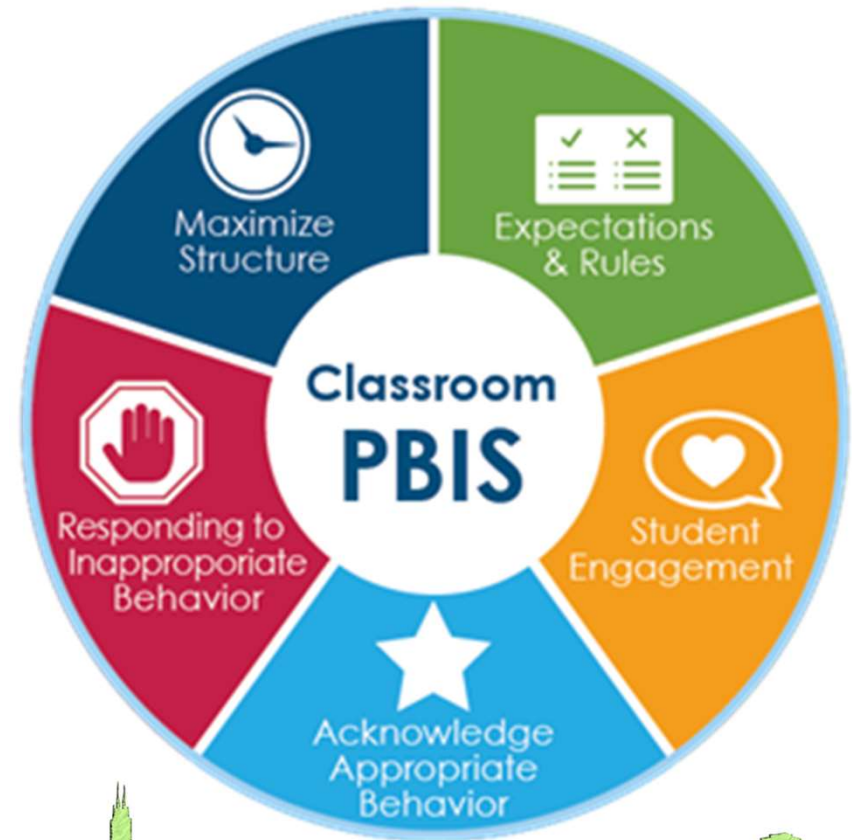 Maximize
Structure
Expectations
& Rules
Classroom
PBIS
Responding to
Inapproporiate
Behavior
Student
Engagement
Acknowledge
Appropriate
Behavior